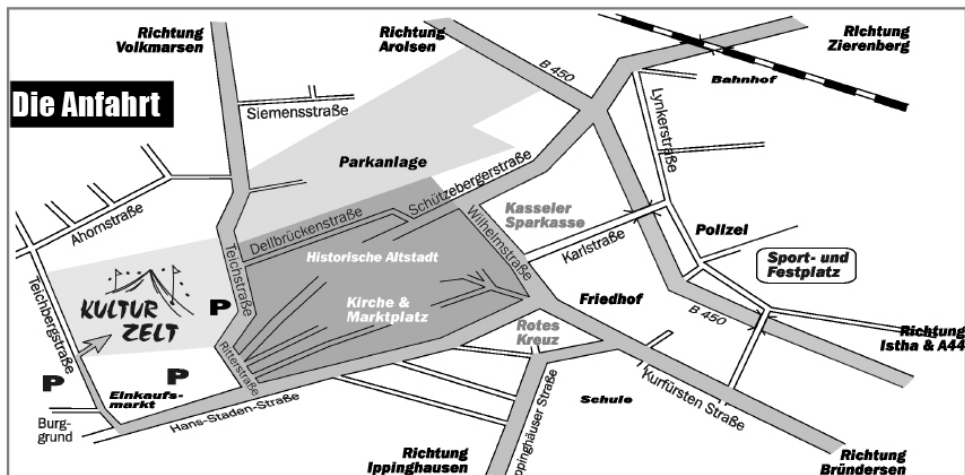 Richtung
Volkmarsen
Richtung
Arolsen
Richtung
Zierenberg
B 450
Bahnhof
Die Anfahrt
Siemensstraße
Lynkerstraße
Parkanlage
Schützebergerstraße
Ahornstraße
Dellbrückenstraße
Kasseler
Sparkasse
Wilhelmstraße
Karlstraße
Polizei
Teichstraße
Historische Altstadt
Sport- und
Festplatz
Teichbergstraße
KULTUR
ZELT
P
Kirche &
Marktplatz
Friedhof
B 450
Rotes
Kreuz
Richtung
Istha & A44
Ritterstraße
P
P
Einkaufs-
markt
Kurfürsten Straße
Schule
Hans-Staden-Straße
Burg-
grund
ppinghäuser Straße
Richtung
Ippinghausen
Richtung
Bründersen